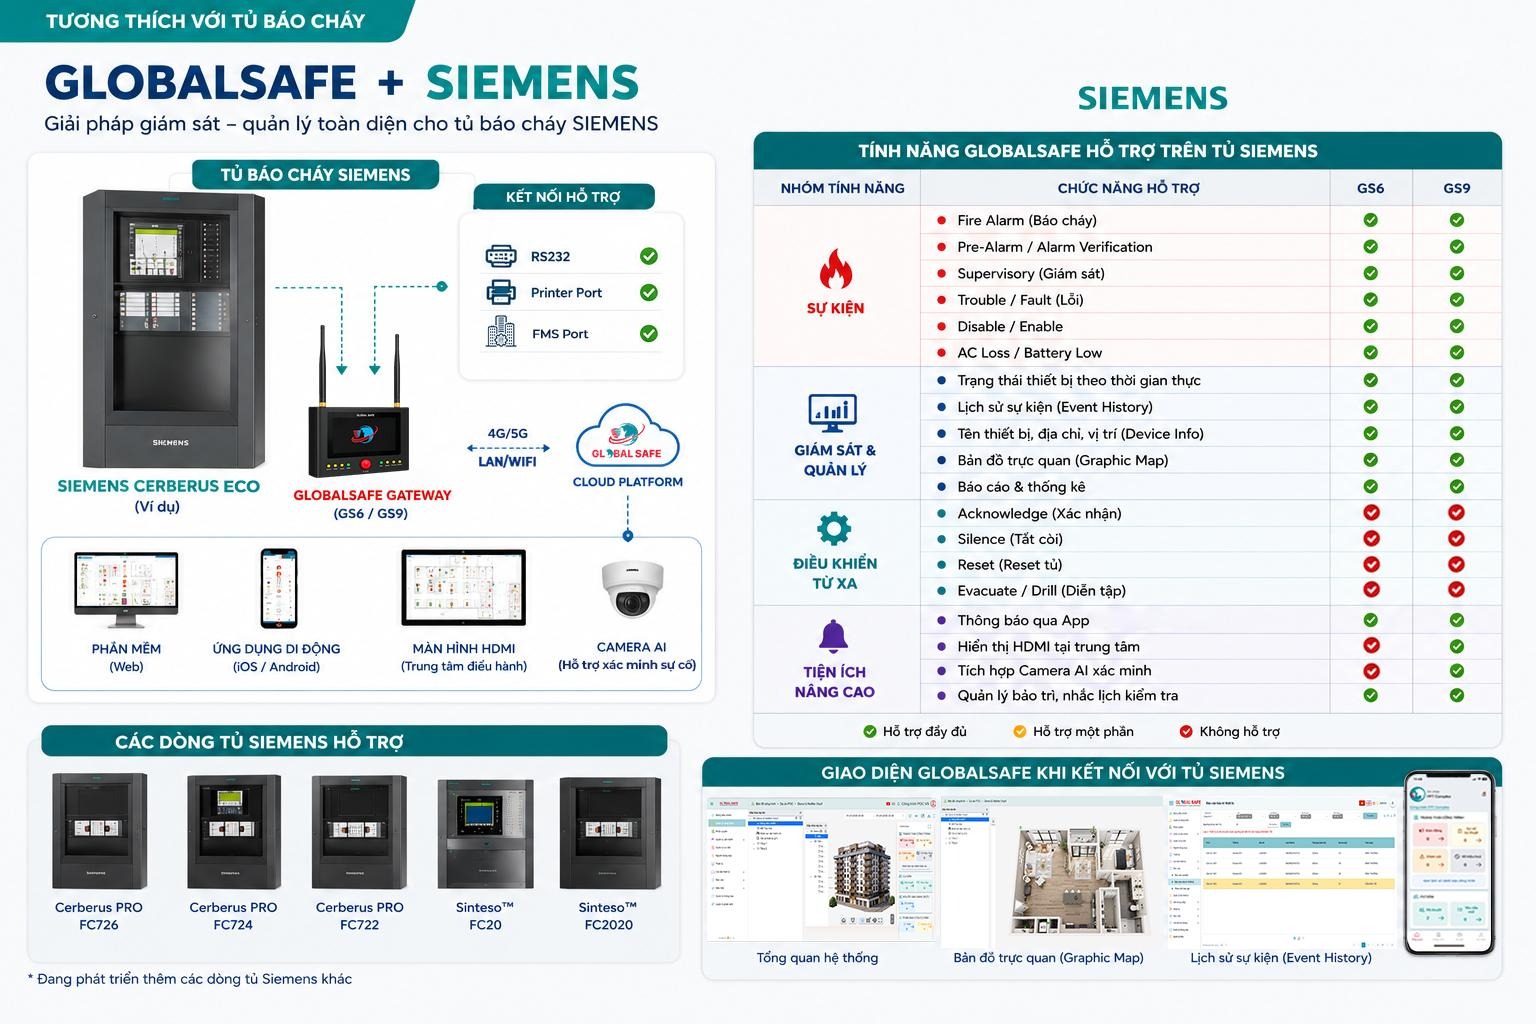 TƯƠNG THÍCH VỚI TỦ BÁO CHÁY
GLOBALSAFE + SIEMENS
Giải pháp giám sát – quản lý toàn diện cho tủ báo cháy SIEMENS
TỦ BÁO CHÁY SIEMENS
KẾT NỐI HỖ TRỢ
RS232
Printer Port
FMS Port
SIEMENS
GLOBAL SAFE
4G/5G
LAN/WIFI
GLOBAL SAFE
CLOUD PLATFORM
SIEMENS CERBERUS ECO
(Ví dụ)
GLOBALSAFE GATEWAY
(GS6 / GS9)
PHẦN MỀM
(Web)
ỨNG DỤNG DI ĐỘNG
(iOS / Android)
MÀN HÌNH HDMI
(Trung tâm điều hành)
CAMERA AI
(Hỗ trợ xác minh sự cố)
CÁC DÒNG TỦ SIEMENS HỖ TRỢ
Cerberus PRO
FC726
Cerberus PRO
FC724
Cerberus PRO
FC722
Sinteso™
FC20
Sinteso™
FC2020
* Đang phát triển thêm các dòng tủ Siemens khác
SIEMENS
TÍNH NĂNG GLOBALSAFE HỖ TRỢ TRÊN TỦ SIEMENS
NHÓM TÍNH NĂNG CHỨC NĂNG HỖ TRỢ GS6 GS9
SỰ KIỆN
Fire Alarm (Báo cháy)
Pre-Alarm / Alarm Verification
Supervisory (Giám sát)
Trouble / Fault (Lỗi)
Disable / Enable
AC Loss / Battery Low
GIÁM SÁT &
QUẢN LÝ
Trạng thái thiết bị theo thời gian thực
Lịch sử sự kiện (Event History)
Tên thiết bị, địa chỉ, vị trí (Device Info)
Bản đồ trực quan (Graphic Map)
Báo cáo & thống kê
ĐIỀU KHIỂN
TỪ XA
Acknowledge (Xác nhận)
Silence (Tắt còi)
Reset (Reset tủ)
Evacuate / Drill (Diễn tập)
TIỆN ÍCH
NÂNG CAO
Thông báo qua App
Hiển thị HDMI tại trung tâm
Tích hợp Camera AI xác minh
Quản lý bảo trì, nhắc lịch kiểm tra
Hỗ trợ đầy đủ
Hỗ trợ một phần
Không hỗ trợ
GIAO DIỆN GLOBALSAFE KHI KẾT NỐI VỚI TỦ SIEMENS
Tổng quan hệ thống
Bản đồ trực quan (Graphic Map)
Lịch sử sự kiện (Event History)